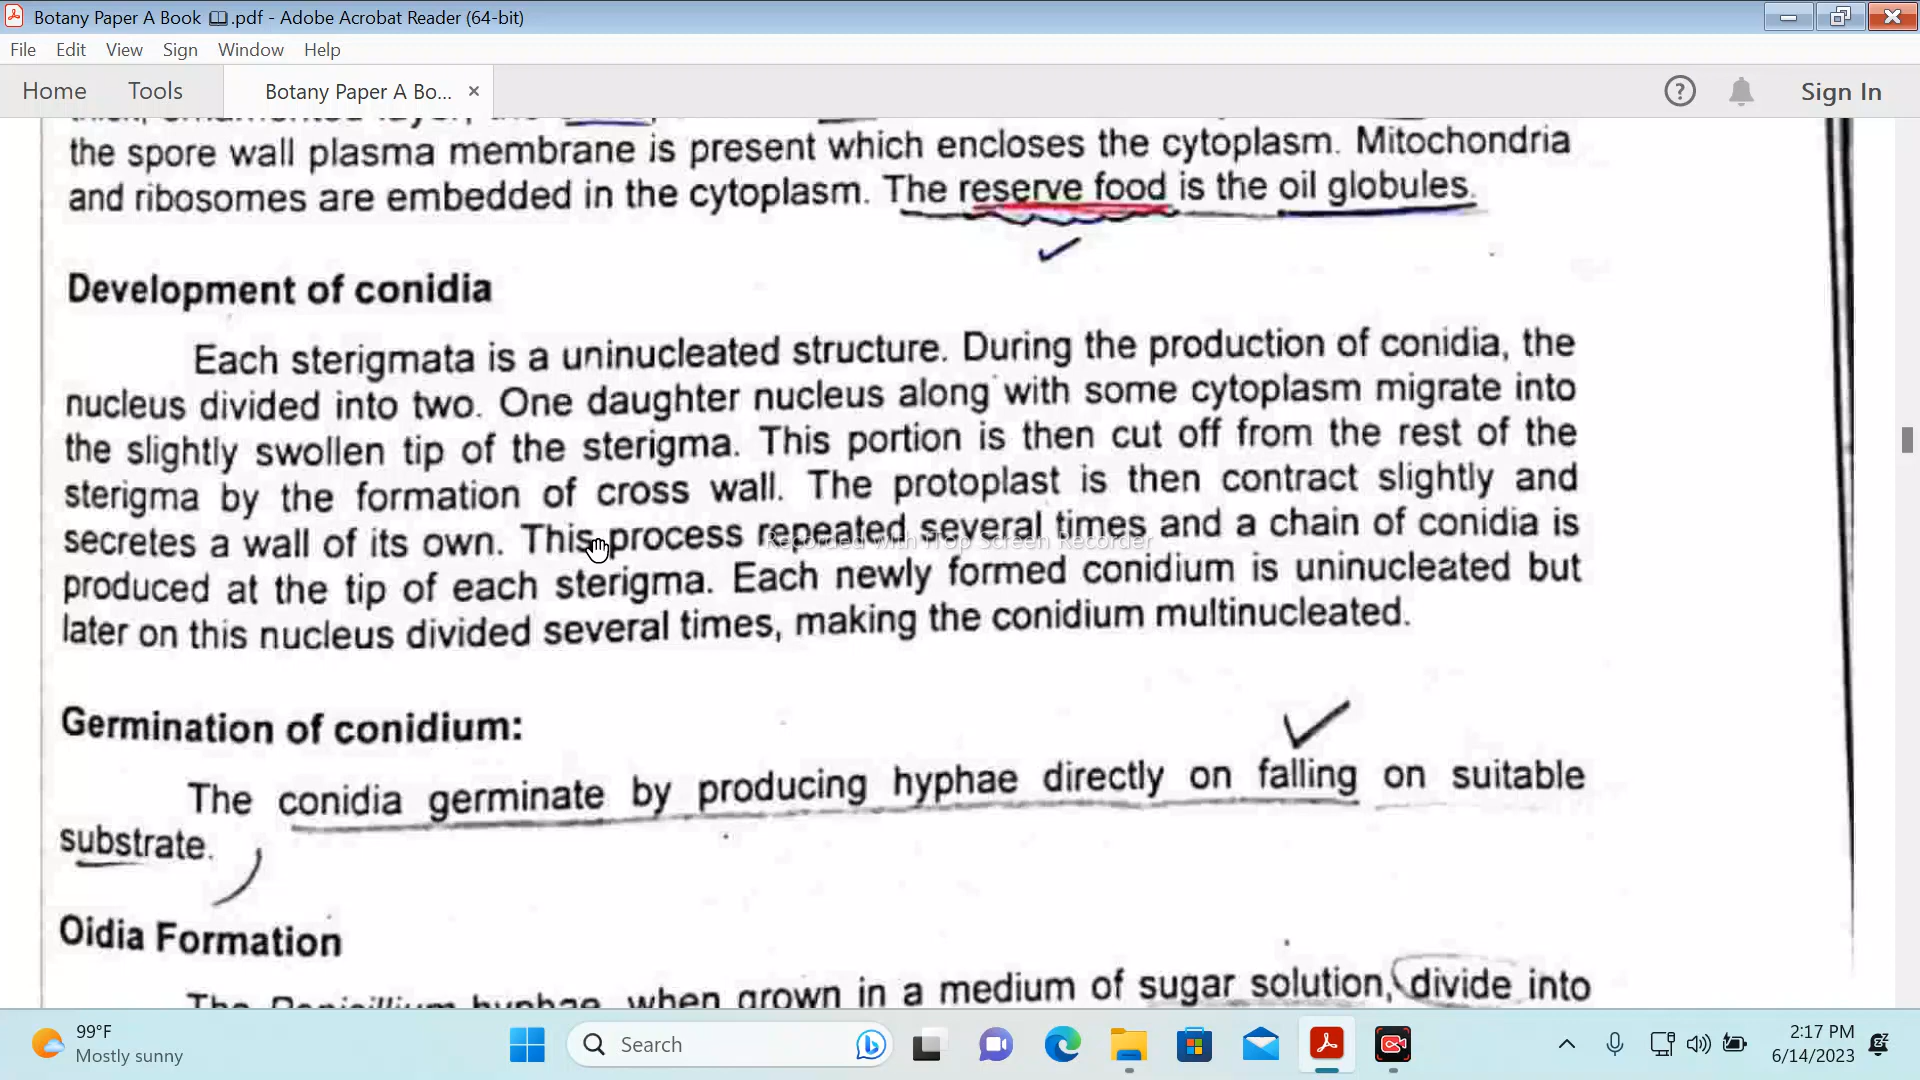 Botany Paper A Book 📖.pdf - Adobe Acrobat Reader (64-bit)
File Edit View Sign Window Help
Home Tools Botany Paper A Bo... × ? Sign In
the spore wall plasma membrane is present which encloses the cytoplasm. Mitochondria
and ribosomes are embedded in the cytoplasm. The reserve food is the oil globules.
Development of conidia
Each sterigmata is a uninucleated structure. During the production of conidia, the
nucleus divided into two. One daughter nucleus along with some cytoplasm migrate into
the slightly swollen tip of the sterigma. This portion is then cut off from the rest of the
sterigma by the formation of cross wall. The protoplast is then contract slightly and
secretes a wall of its own. This process repeated several times and a chain of conidia is
Recorded with iTop Screen Recorder
produced at the tip of each sterigma. Each newly formed conidium is uninucleated but
later on this nucleus divided several times, making the conidium multinucleated.
Germination of conidium:
The conidia germinate by producing hyphae directly on falling on suitable
substrate.
Oidia Formation
The Penicillium hyphae, when grown in a medium of sugar solution, divide into
99°F
Mostly sunny
Search
2:17 PM
6/14/2023